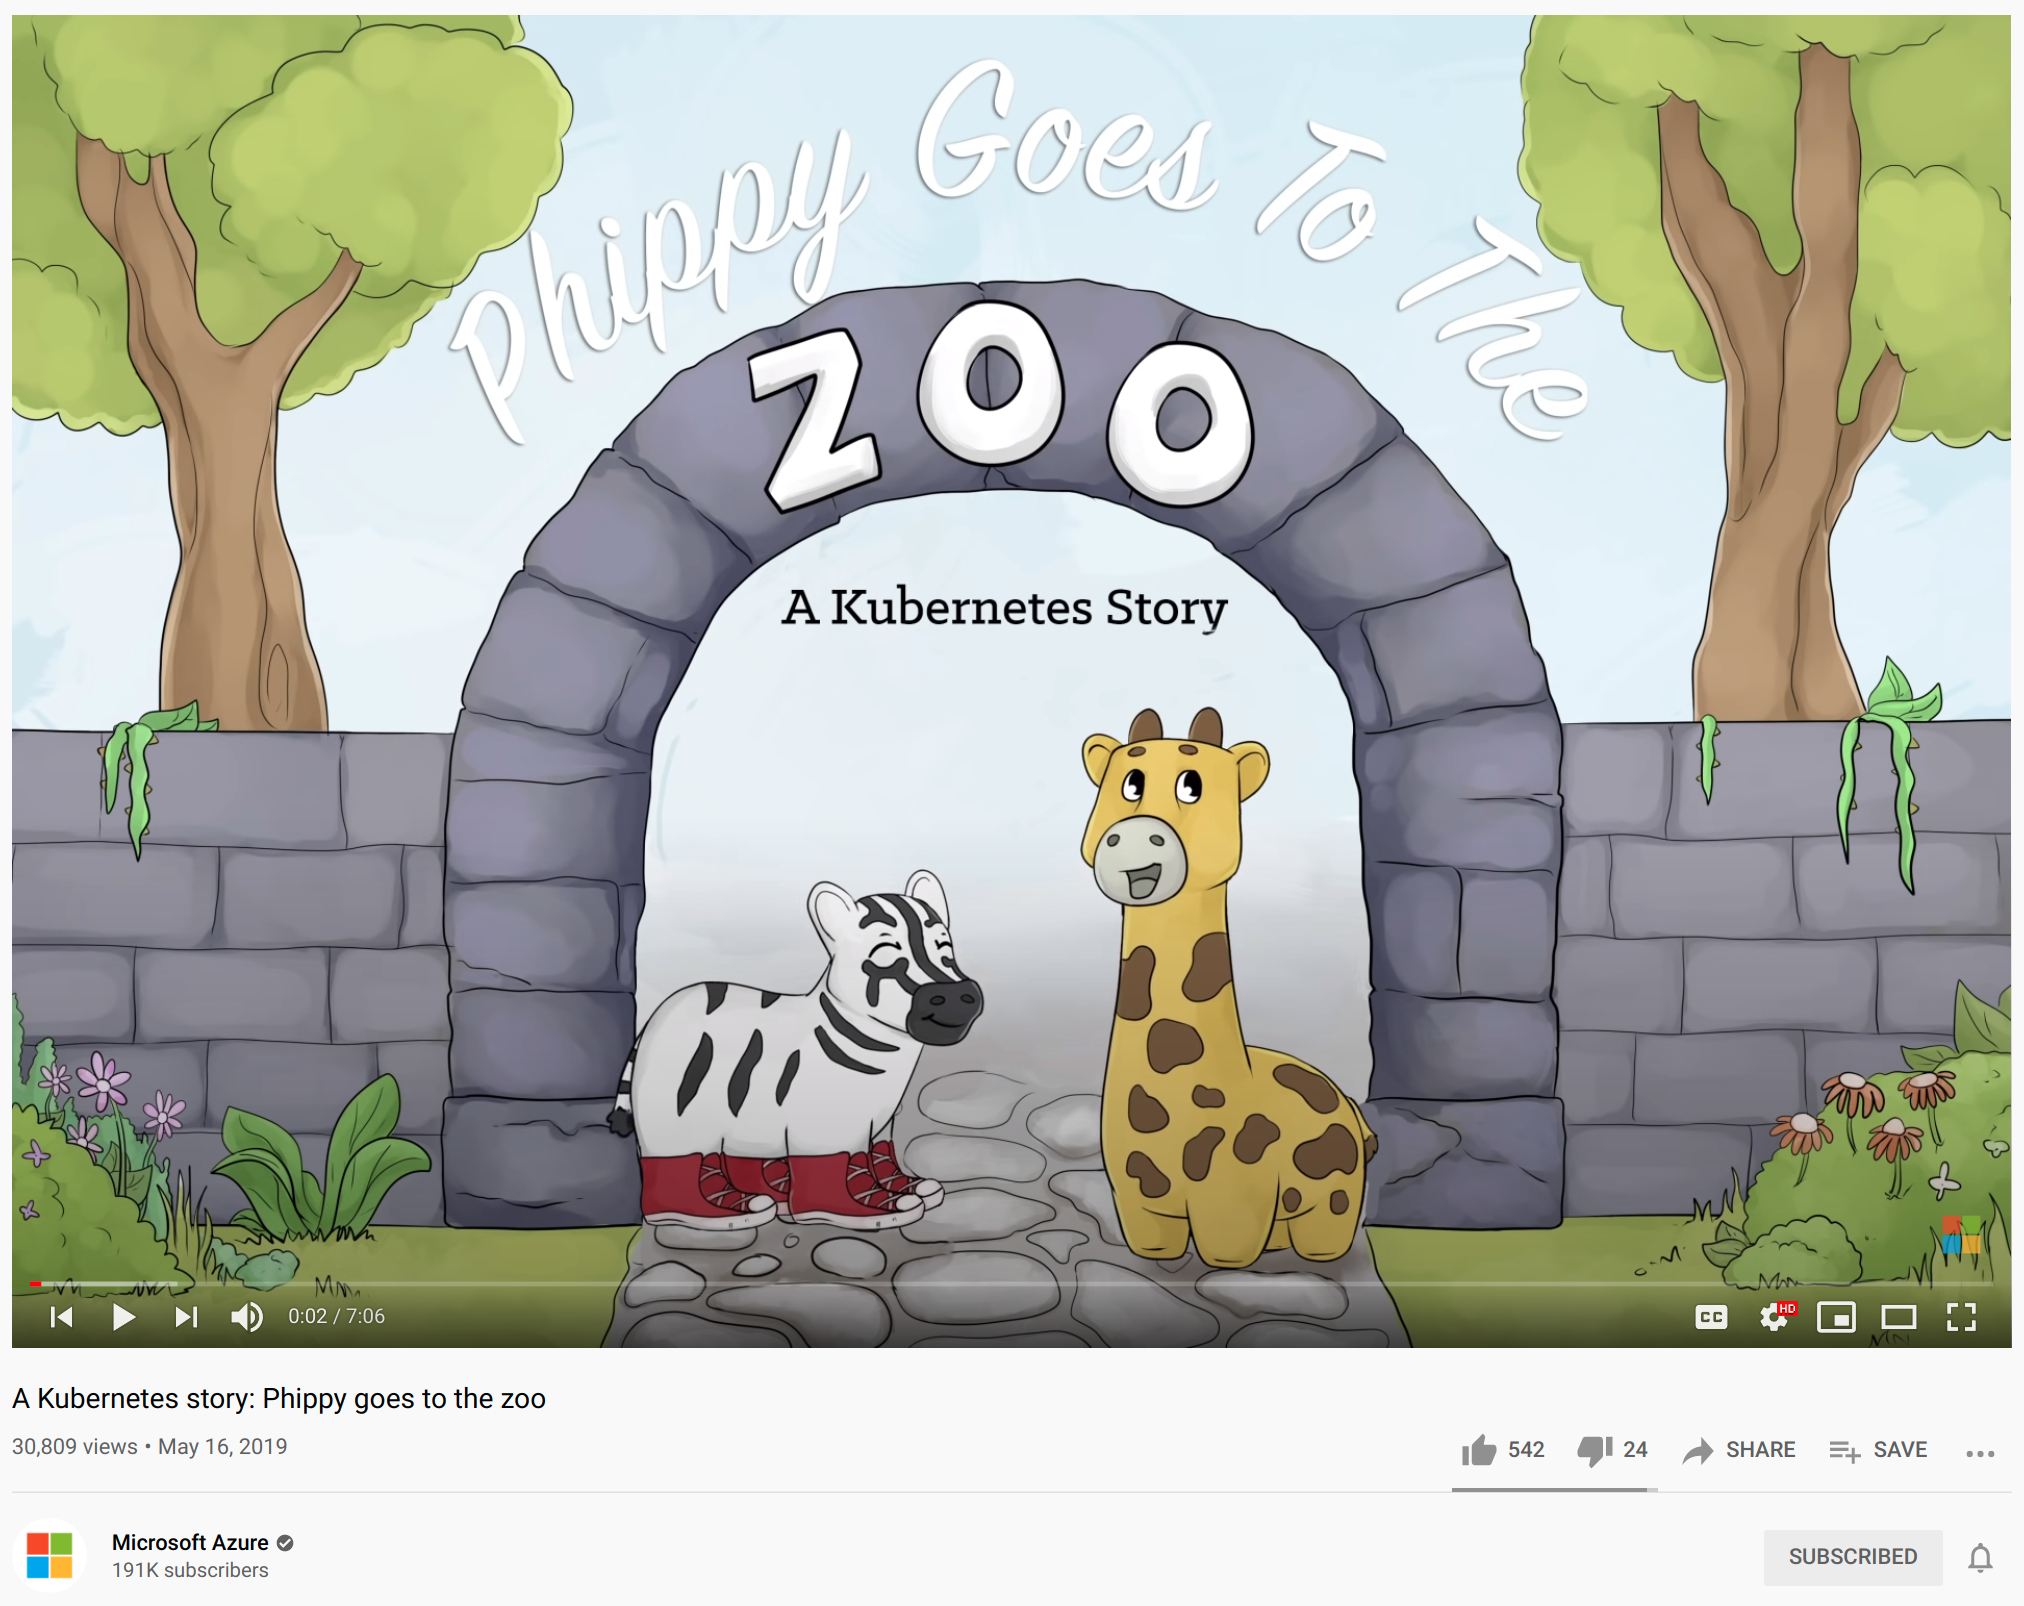 Phippy Goes To The
ZOO
A Kubernetes Story
0:02 / 7:06
CC
HD
A Kubernetes story: Phippy goes to the zoo
30,809 views • May 16, 2019
542
24
SHARE
SAVE
Microsoft Azure
191K subscribers
SUBSCRIBED